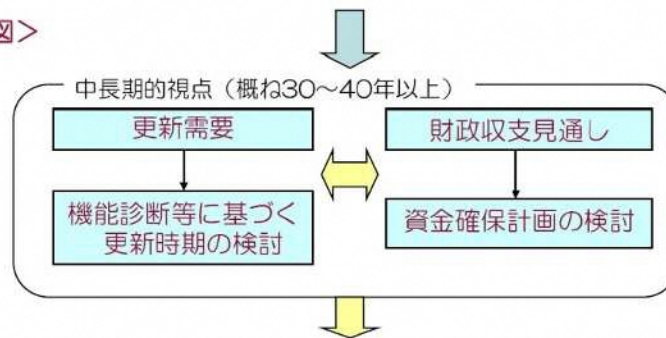 図＞
中長期的視点（概ね30～40年以上）
更新需要
財政収支見通し
機能診断等に基づく
更新時期の検討
資金確保計画の検討